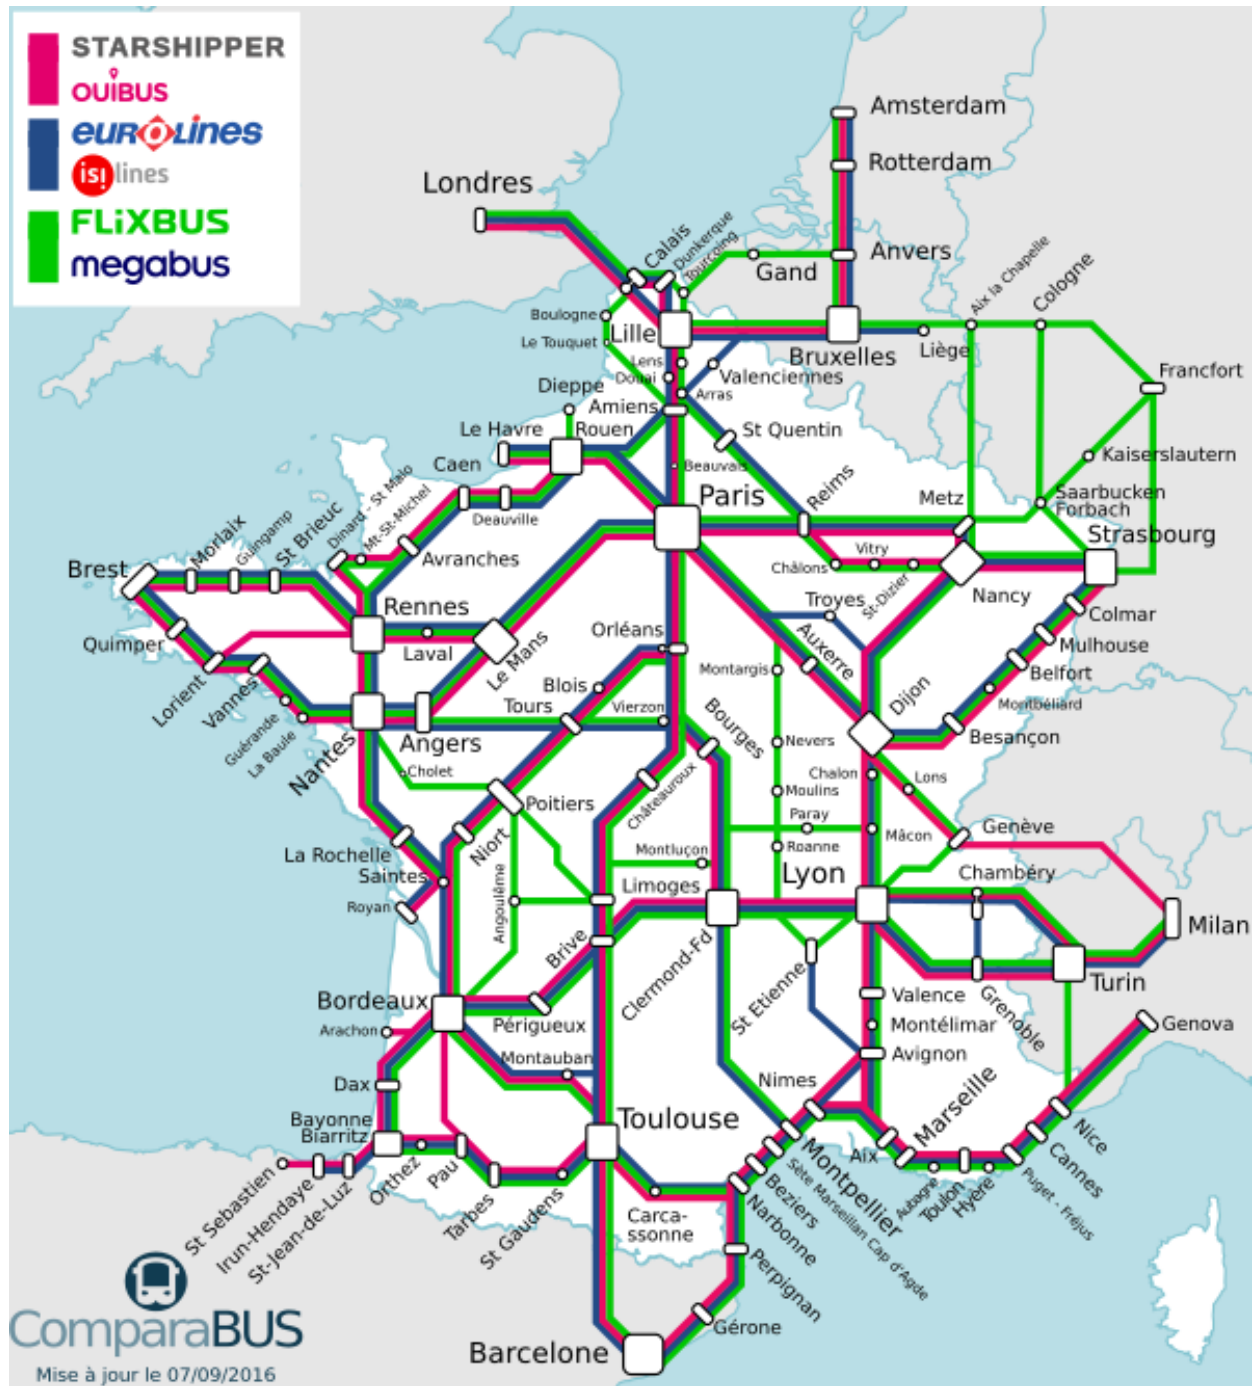 STARSHIPPER
OUiBUS
eurolines
isi lines
FLiXBUS
megabus
Amsterdam
Rotterdam
Londres
Anvers
Calais
Dunkerque
Tourcoing
Gand
Aix la Chapelle
Cologne
Boulogne
Lille
Le Touquet
Bruxelles
Liège
Francfort
Lens
Douai
Valenciennes
Dieppe
Arras
Amiens
Le Havre
Rouen
St Quentin
Kaiserslautern
Caen
Beauvais
Paris
Reims
Metz
Saarbucken
Forbach
Strasbourg
Deauville
Dinard - St Malo
Mt-St-Michel
Avranches
Vitry
Châlons
St-Dizier
Nancy
Brest
Morlaix
Guingamp
St Brieuc
Rennes
Laval
Le Mans
Orléans
Troyes
Auxerre
Colmar
Mulhouse
Belfort
Montbéliard
Besançon
Quimper
Lorient
Vannes
Guérande
La Baule
Nantes
Angers
Tours
Blois
Vierzon
Montargis
Dijon
Bourges
Nevers
Cholet
Châteauroux
Chalon
Lons
Moulins
Poitiers
Niort
Paray
Mâcon
Genève
La Rochelle
Saintes
Montluçon
Roanne
Lyon
Chambéry
Royan
Angoulême
Limoges
Milan
Brive
Clermond-Fd
St Etienne
Grenoble
Turin
Bordeaux
Périgueux
Valence
Arachon
Montélimar
Genova
Montauban
Avignon
Dax
Nimes
Marseille
Bayonne
Biarritz
Toulouse
Nice
Cannes
Montpellier
Aix
Aubagne
Toulon
Hyère
Puget - Fréjus
Orthez
Pau
Tarbes
St Gaudens
St Sebastien
Irun-Hendaye
St-Jean-de-Luz
Carca-
ssonne
Sète Marseillan Cap d'Agde
Beziers
Narbonne
Perpignan
Gérone
Barcelone
ComparaBUS
Mise à jour le 07/09/2016